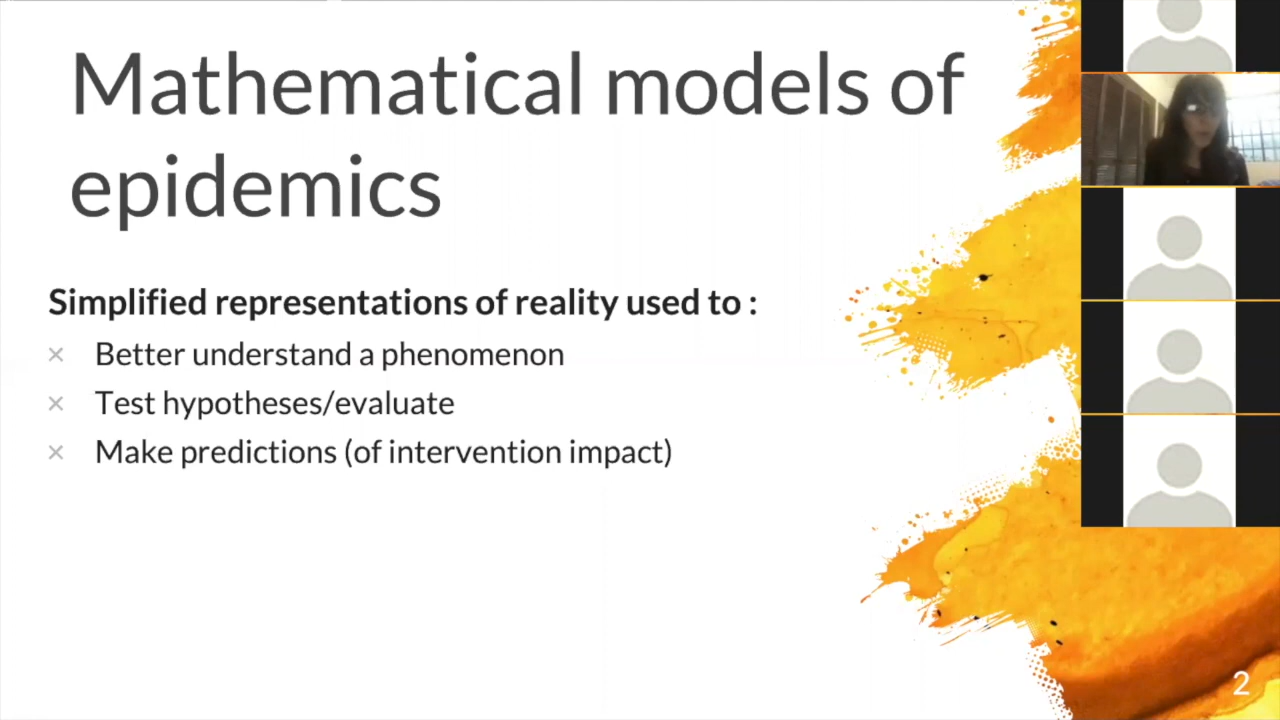 Mathematical models of
epidemics
Simplified representations of reality used to :
× Better understand a phenomenon
× Test hypotheses/evaluate
× Make predictions (of intervention impact)
2